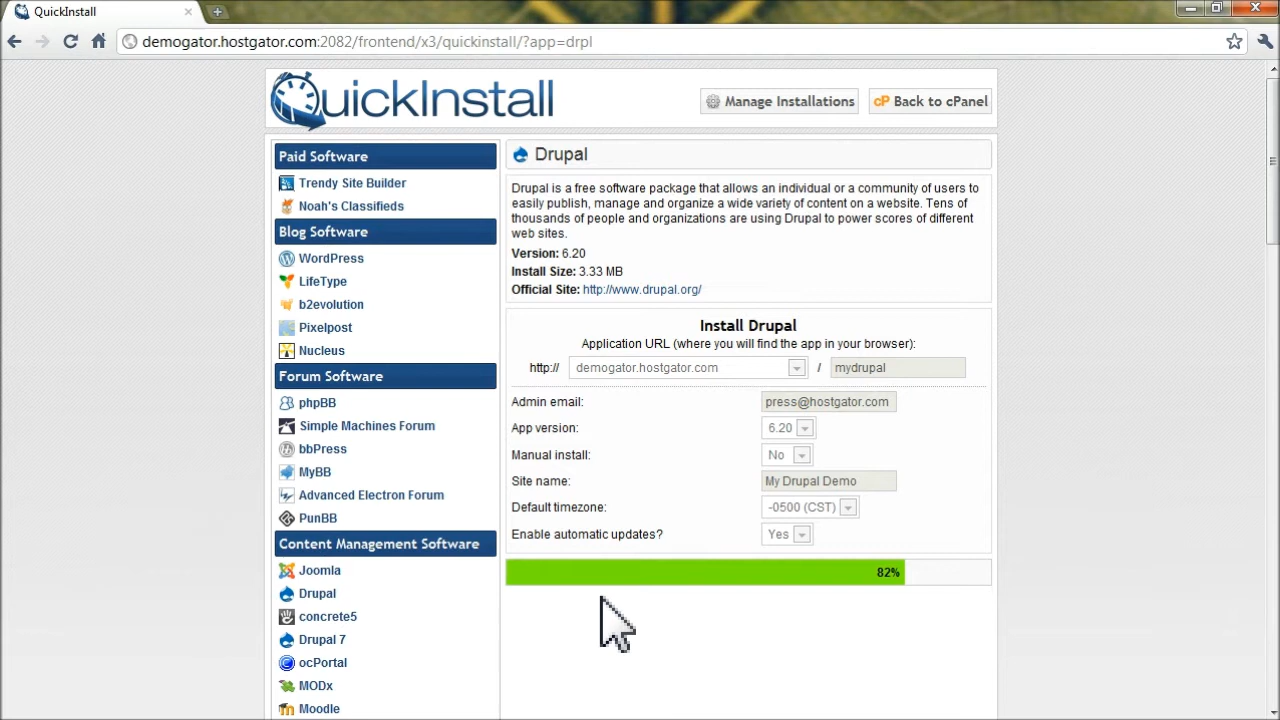 QuickInstall
demogator.hostgator.com:2082/frontend/x3/quickinstall/?app=drpl
QuickInstall
Manage Installations
cP Back to cPanel
Paid Software
Trendy Site Builder
Noah's Classifieds
Blog Software
WordPress
LifeType
b2evolution
Pixelpost
Nucleus
Forum Software
phpBB
Simple Machines Forum
bbPress
MyBB
Advanced Electron Forum
PunBB
Content Management Software
Joomla
Drupal
concrete5
Drupal 7
ocPortal
MODx
Moodle
Drupal
Drupal is a free software package that allows an individual or a community of users to
easily publish, manage and organize a wide variety of content on a website. Tens of
thousands of people and organizations are using Drupal to power scores of different
web sites.
Version: 6.20
Install Size: 3.33 MB
Official Site: http://www.drupal.org/
Install Drupal
Application URL (where you will find the app in your browser):
http:// demogator.hostgator.com / mydrupal
Admin email: press@hostgator.com
App version: 6.20
Manual install: No
Site name: My Drupal Demo
Default timezone: -0500 (CST)
Enable automatic updates? Yes
82%